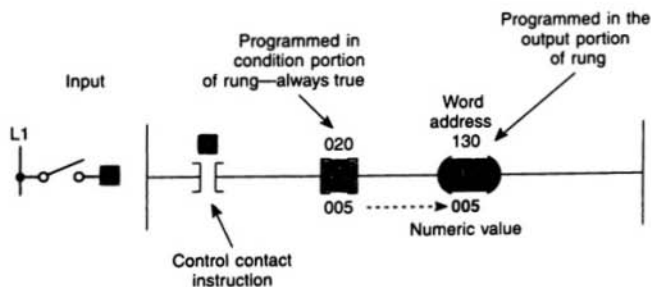 Programmed in
condition portion
of rung—always true
Programmed in the
output portion
of rung
Input
Word
address
L1
020
130
005
005
Numeric value
Control contact
instruction